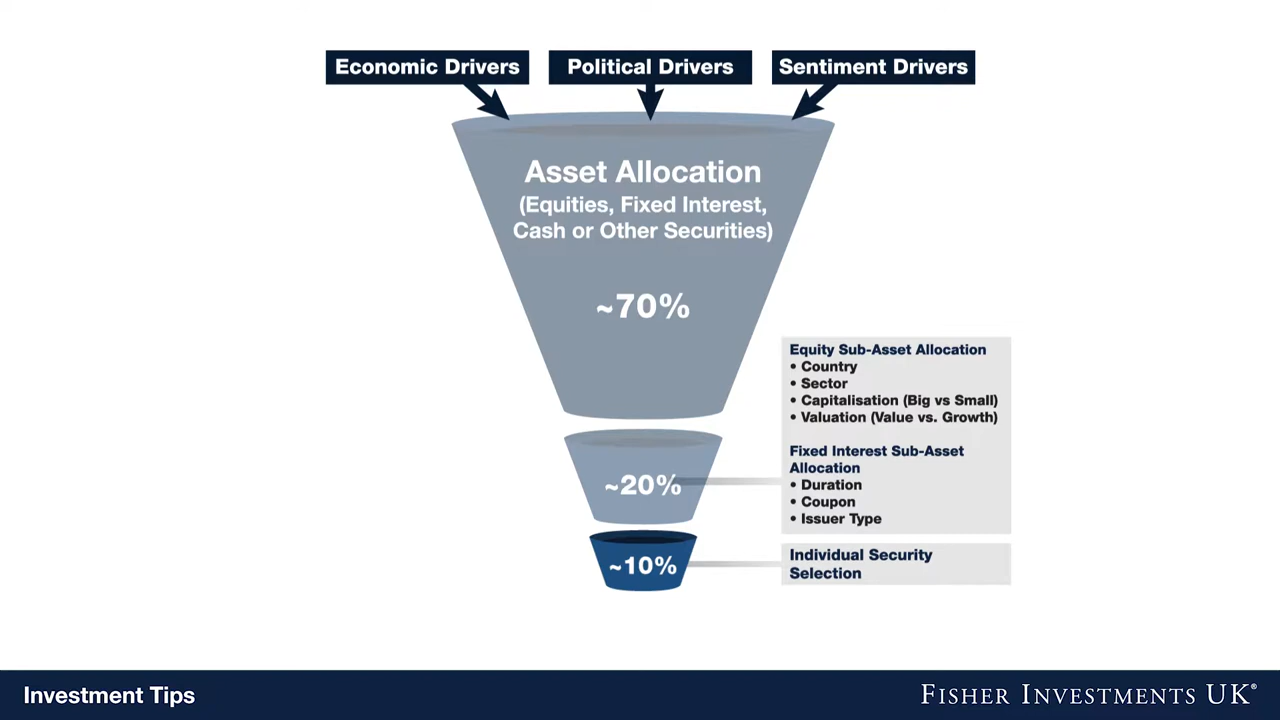 Economic Drivers
Political Drivers
Sentiment Drivers
Asset Allocation
(Equities, Fixed Interest,
Cash or Other Securities)
~70%
Equity Sub-Asset Allocation
• Country
• Sector
• Capitalisation (Big vs Small)
• Valuation (Value vs. Growth)
Fixed Interest Sub-Asset
Allocation
• Duration
• Coupon
• Issuer Type
~20%
~10%
Individual Security
Selection
Investment Tips
FISHER INVESTMENTS UK®